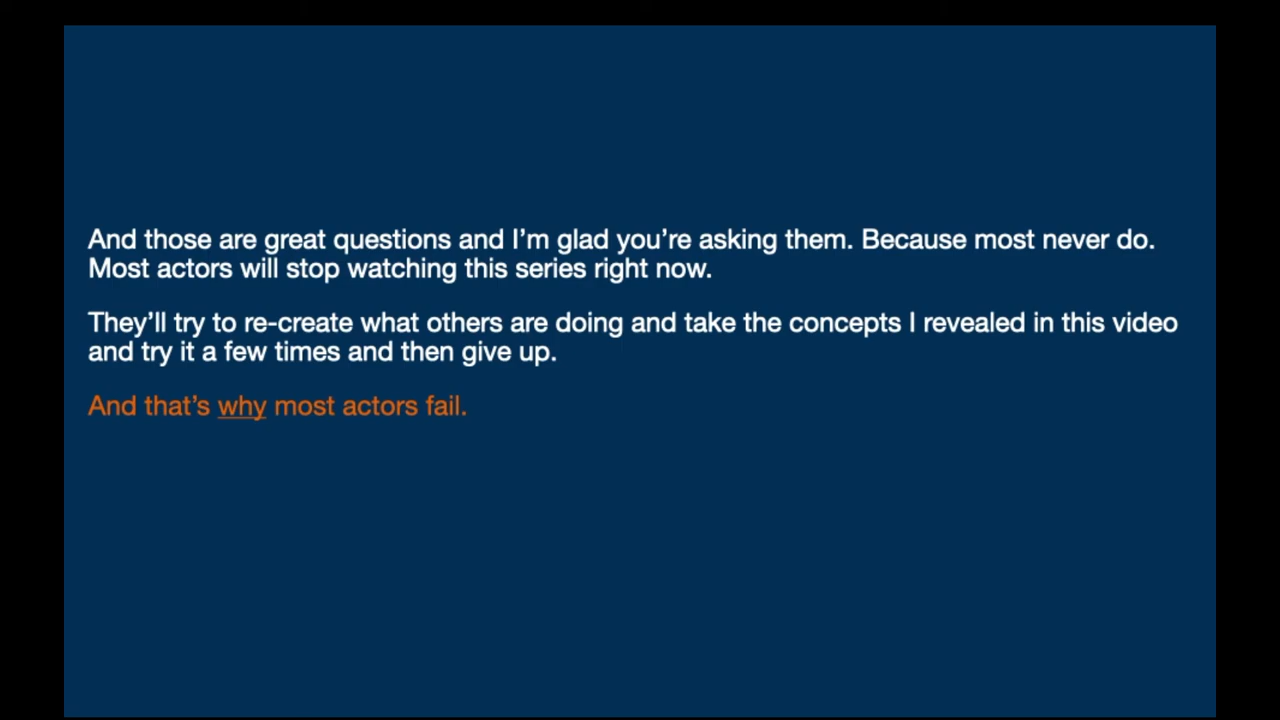 And those are great questions and I’m glad you’re asking them. Because most never do.
Most actors will stop watching this series right now.
They’ll try to re-create what others are doing and take the concepts I revealed in this video
and try it a few times and then give up.
And that’s why most actors fail.